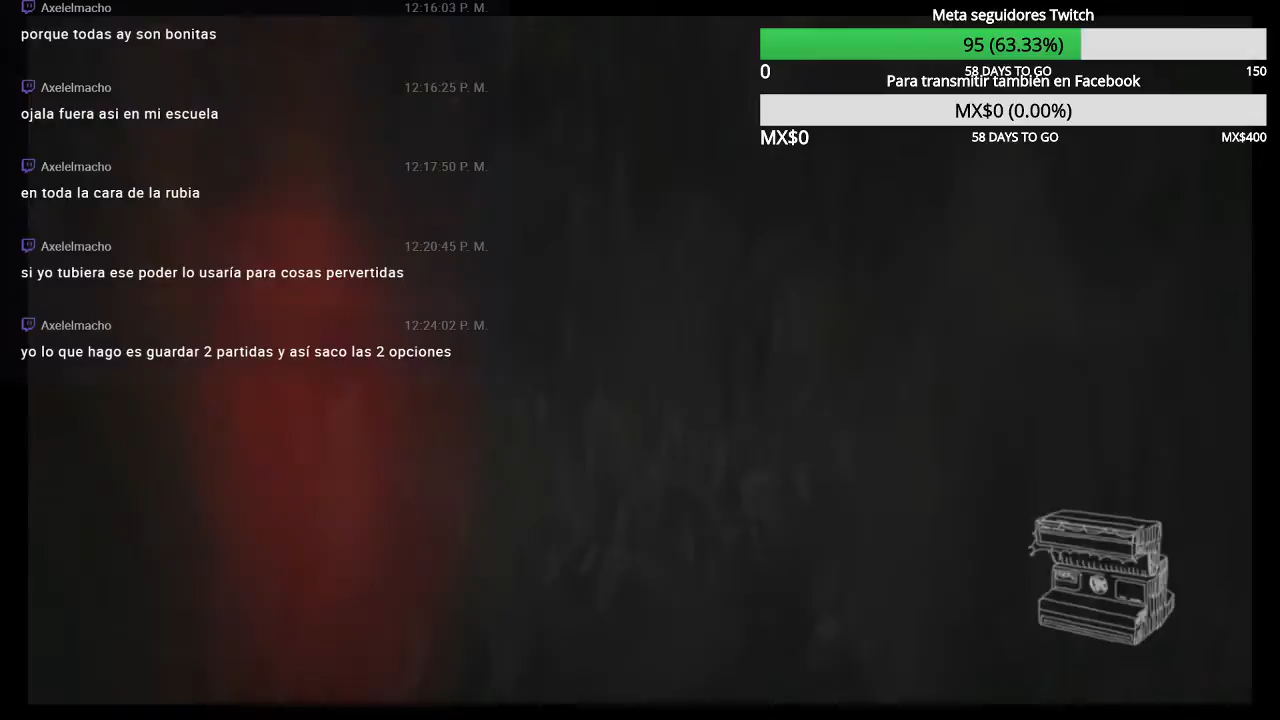 Axelelmacho 12:16:03 P. M.
porque todas ay son bonitas
Axelelmacho 12:16:25 P. M.
ojala fuera asi en mi escuela
Axelelmacho 12:17:50 P. M.
en toda la cara de la rubia
Axelelmacho 12:20:45 P. M.
si yo tubiera ese poder lo usaría para cosas pervertidas
Axelelmacho 12:24:02 P. M.
yo lo que hago es guardar 2 partidas y así saco las 2 opciones
Meta seguidores Twitch
95 (63.33%)
0 58 DAYS TO GO 150
Para transmitir también en Facebook
MX$0 (0.00%)
MX$0 58 DAYS TO GO MX$400